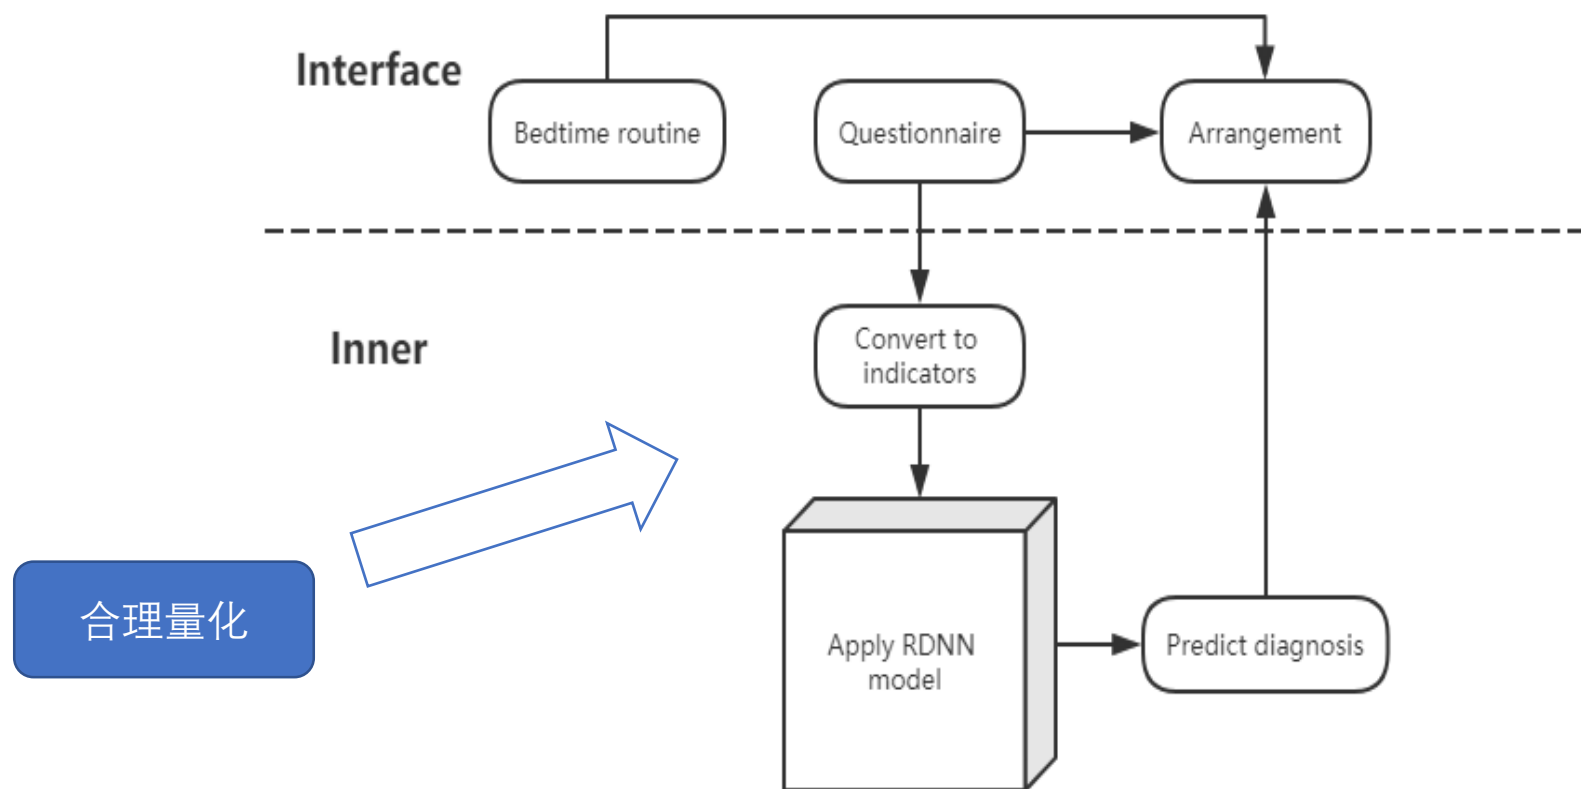 Interface
Bedtime routine
Questionnaire
Arrangement
Inner
Convert to
indicators
合理量化
Apply RDNN
model
Predict diagnosis